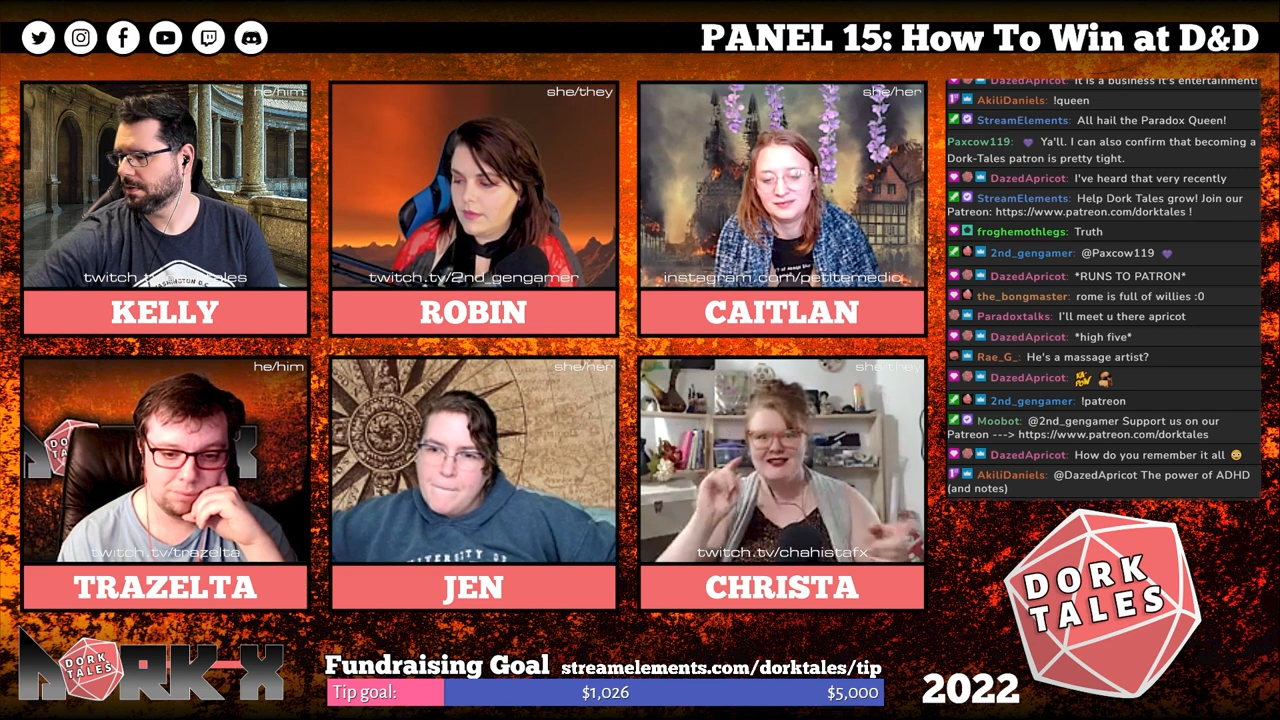 PANEL 15: How To Win at D&D
he/him
KELLY
she/they
twitch.tv/2nd_gengamer
ROBIN
she/her
instagram.com/petitemedic
CAITLAN
he/him
twitch.tv/trazelta
TRAZELTA
she/her
JEN
she/they
twitch.tv/chahistafx
CHRISTA
DazedApricot: It is a business it's entertainment!
AkiliDaniels: !queen
StreamElements: All hail the Paradox Queen!
Paxcow119: Ya'll. I can also confirm that becoming a
Dork-Tales patron is pretty tight.
DazedApricot: I've heard that very recently
StreamElements: Help Dork Tales grow! Join our
Patreon: https://www.patreon.com/dorktales !
froghemothlegs: Truth
2nd_gengamer: @Paxcow119
DazedApricot: *RUNS TO PATRON*
the_bongmaster: rome is full of willies :0
Paradoxtalks: I'll meet u there apricot
DazedApricot: *high five*
Rae_G_: He's a massage artist?
DazedApricot:
2nd_gengamer: !patreon
Moobot: @2nd_gengamer Support us on our
Patreon ---> https://www.patreon.com/dorktales
DazedApricot: How do you remember it all
AkiliDaniels: @DazedApricot The power of ADHD
(and notes)
DORK
TALES
DORK-X
DORK
TALES
Fundraising Goal streamelements.com/dorktales/tip
Tip goal: $1,026 $5,000
2022